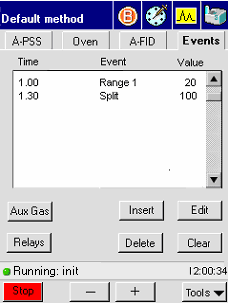 Default method
A-PSS Oven A-FID Events
Time Event Value
1.00 Range 1 20
1.30 Split 100
Aux Gas Insert Edit
Relays Delete Clear
Running: init 12:00:34
Stop − + Tools